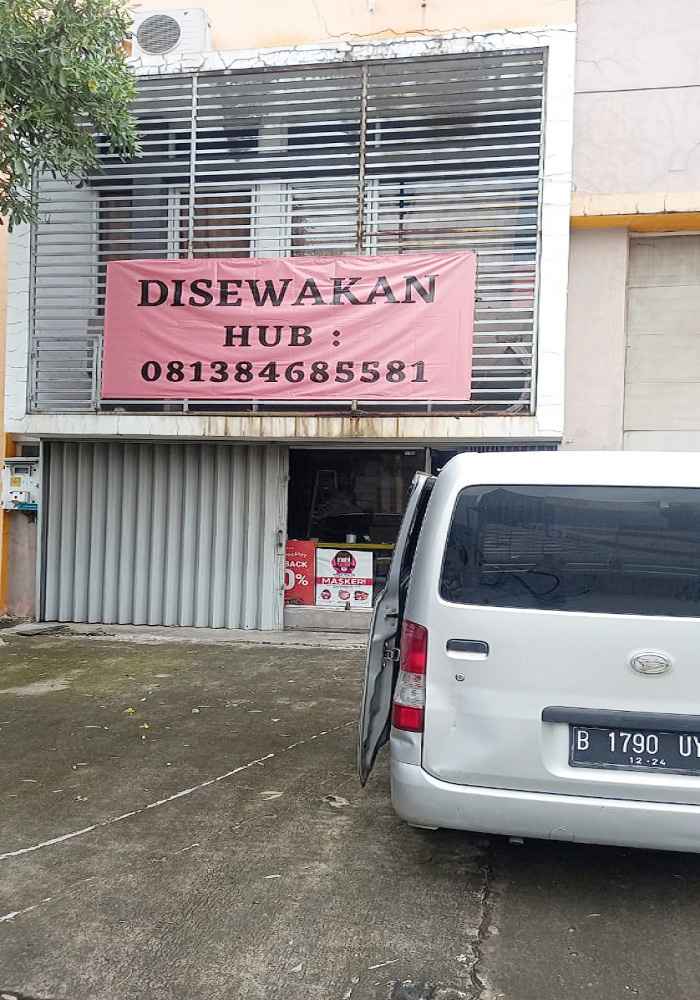 DISEWAKAN
HUB :
081384685581
BACK
0%
MASKER!
B 1790 UY
12·24